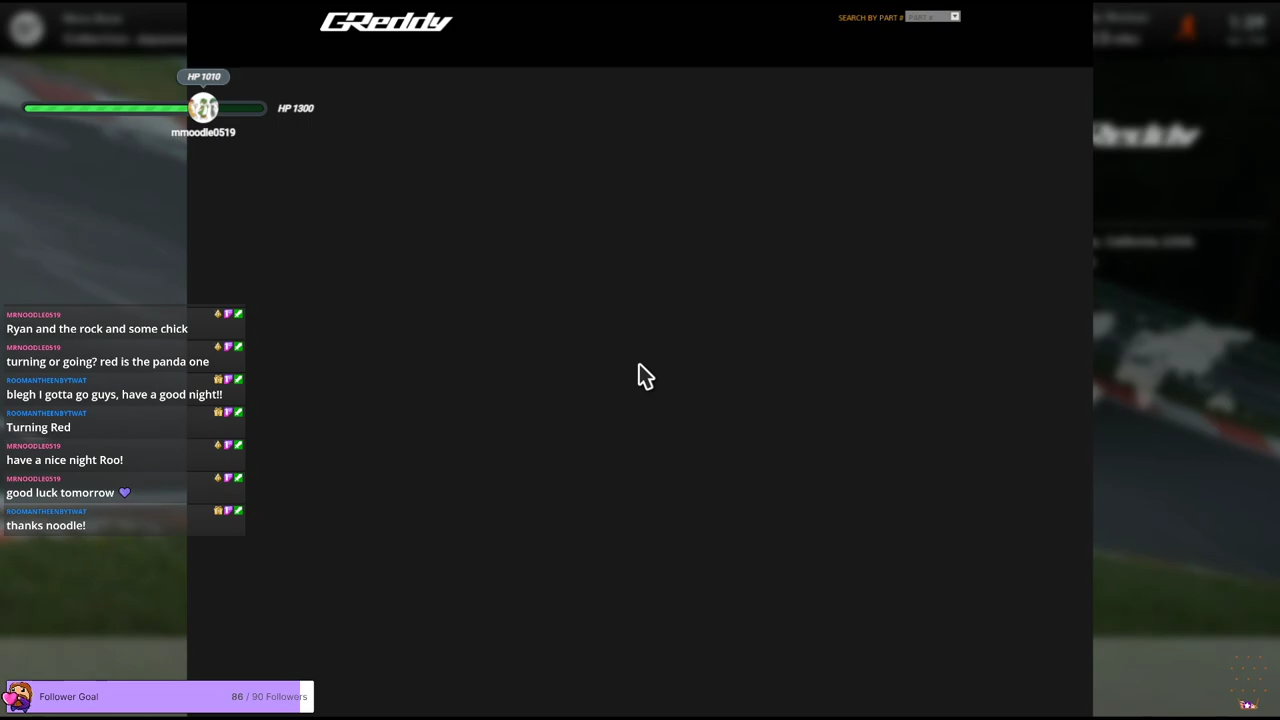 GReddy
SEARCH BY PART #
PART #
HP 1010
HP 1300
mmoodle0519
MRNOODLE0519
Ryan and the rock and some chick
MRNOODLE0519
turning or going? red is the panda one
ROOMANTHEENBYTWAT
blegh I gotta go guys, have a good night!!
ROOMANTHEENBYTWAT
Turning Red
MRNOODLE0519
have a nice night Roo!
MRNOODLE0519
good luck tomorrow 💜
ROOMANTHEENBYTWAT
thanks noodle!
Follower Goal
86 / 90 Followers